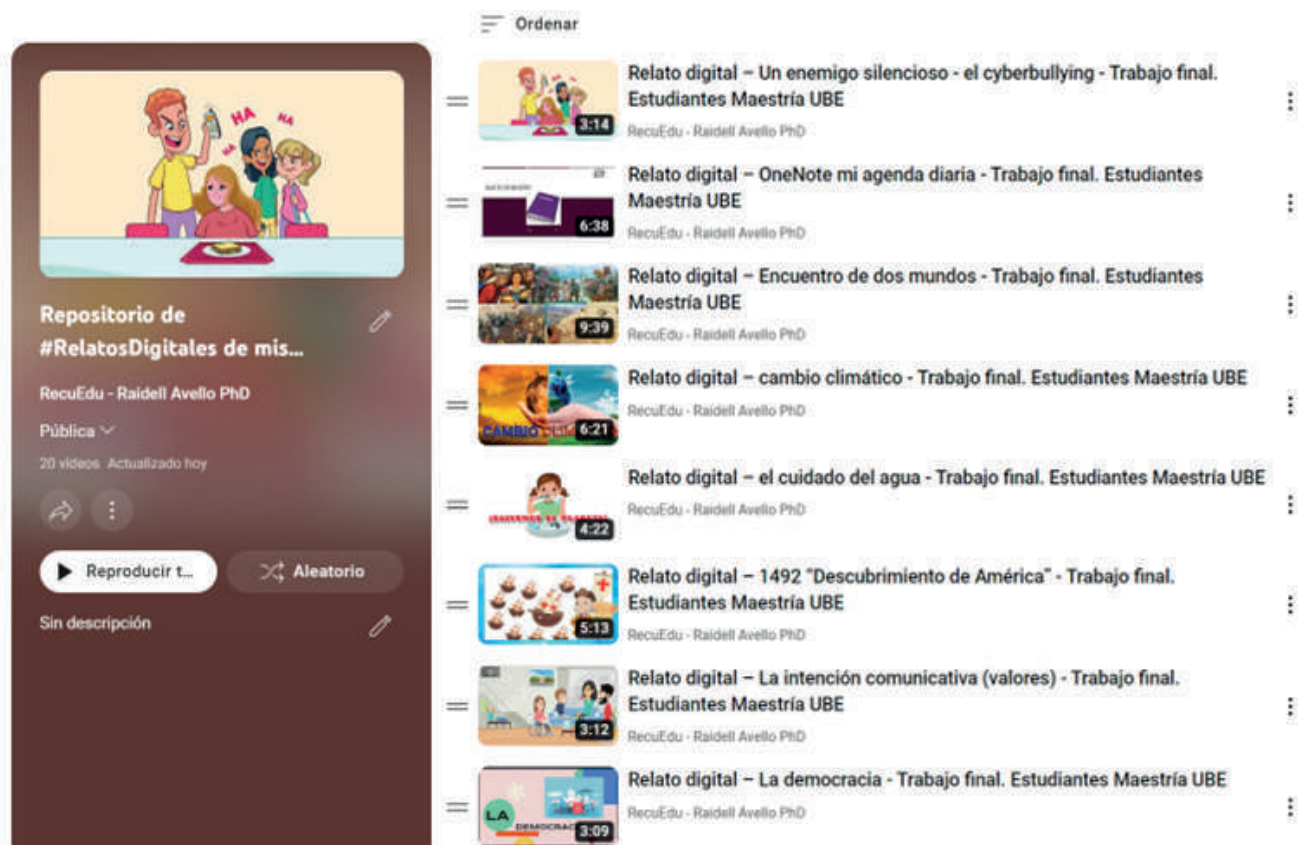 Ordenar
HA
HA
HA
Repositorio de
#RelatosDigitales de mis...
RecuEdu - Raidell Avello PhD
Pública
20 vídeos Actualizado hoy
Reproducir t...
Aleatorio
Sin descripción
Relato digital – Un enemigo silencioso - el cyberbullying - Trabajo final.
Estudiantes Maestría UBE
RecuEdu - Raidell Avello PhD
3:14
Relato digital – OneNote mi agenda diaria - Trabajo final. Estudiantes
Maestría UBE
RecuEdu - Raidell Avello PhD
6:38
Relato digital – Encuentro de dos mundos - Trabajo final. Estudiantes
Maestría UBE
RecuEdu - Raidell Avello PhD
9:39
Relato digital – cambio climático - Trabajo final. Estudiantes Maestría UBE
RecuEdu - Raidell Avello PhD
CAMBIO
6:21
Relato digital – el cuidado del agua - Trabajo final. Estudiantes Maestría UBE
RecuEdu - Raidell Avello PhD
4:22
Relato digital – 1492 "Descubrimiento de América" - Trabajo final.
Estudiantes Maestría UBE
RecuEdu - Raidell Avello PhD
5:13
Relato digital – La intención comunicativa (valores) - Trabajo final.
Estudiantes Maestría UBE
RecuEdu - Raidell Avello PhD
3:12
Relato digital – La democracia - Trabajo final. Estudiantes Maestría UBE
RecuEdu - Raidell Avello PhD
LA
DEMOCRAC
3:09